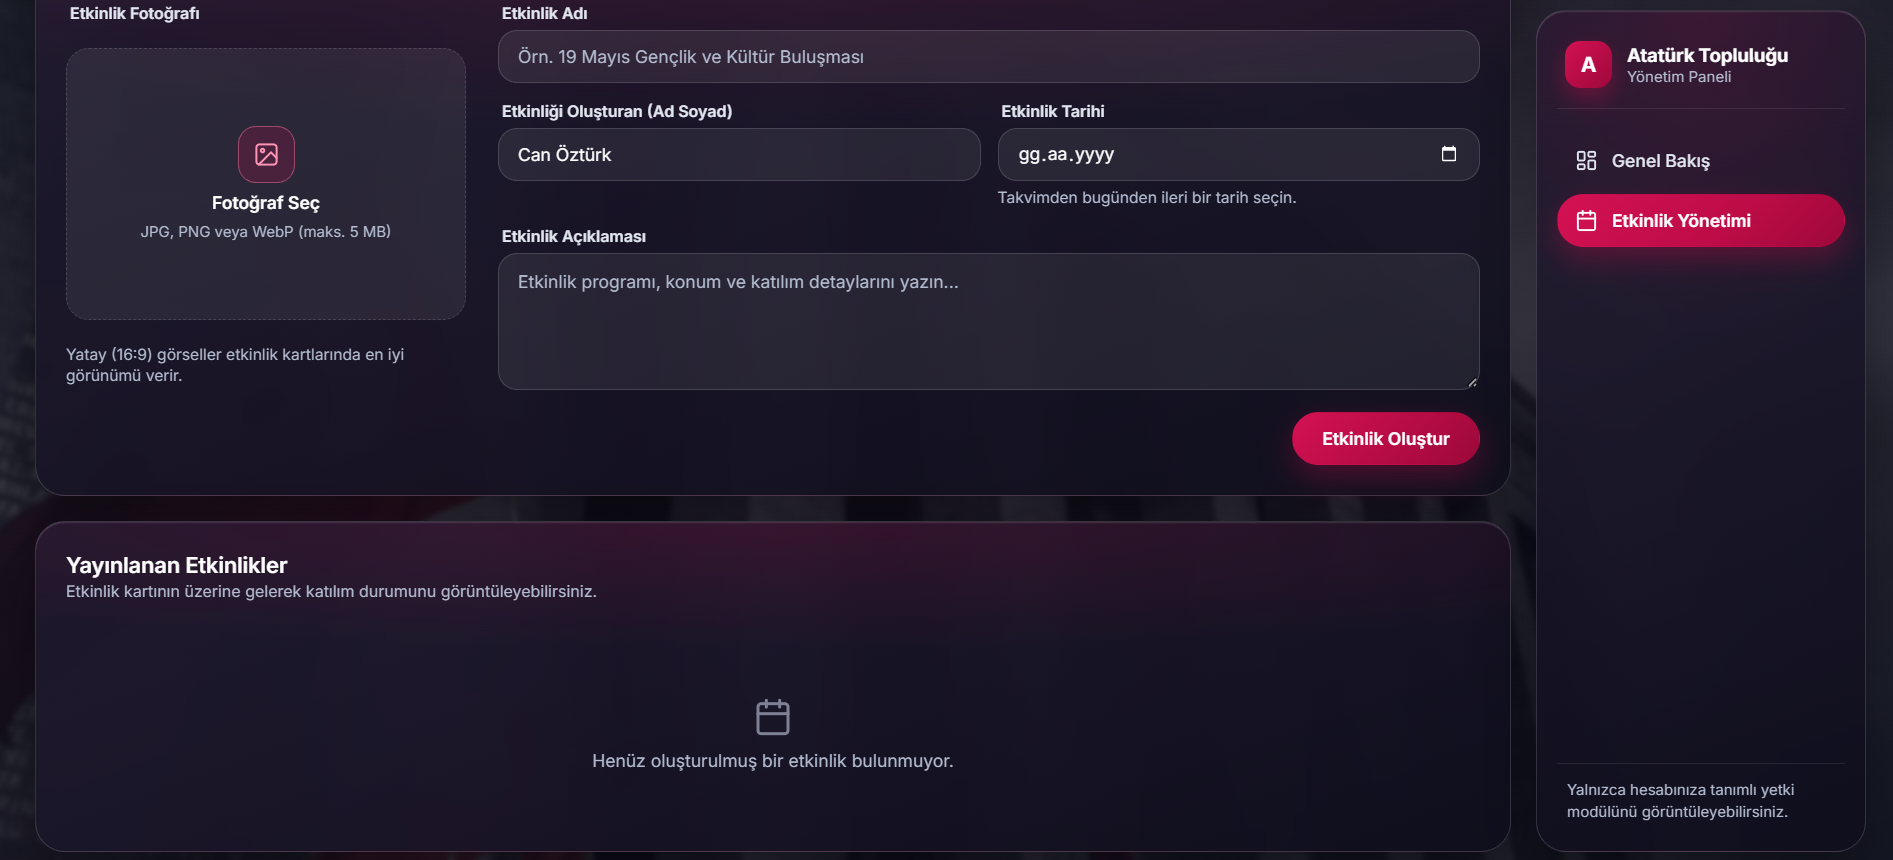 Etkinlik Fotoğrafı
Fotoğraf Seç
JPG, PNG veya WebP (maks. 5 MB)
Yatay (16:9) görseller etkinlik kartlarında en iyi
görünümü verir.
Etkinlik Adı
Örn. 19 Mayıs Gençlik ve Kültür Buluşması
Etkinliği Oluşturan (Ad Soyad)
Can Öztürk
Etkinlik Tarihi
gg.aa.yyyy
Takvimden bugünden ileri bir tarih seçin.
Etkinlik Açıklaması
Etkinlik programı, konum ve katılım detaylarını yazın...
Etkinlik Oluştur
Yayınlanan Etkinlikler
Etkinlik kartının üzerine gelerek katılım durumunu görüntüleyebilirsiniz.
Henüz oluşturulmuş bir etkinlik bulunmuyor.
A
Atatürk Topluluğu
Yönetim Paneli
Genel Bakış
Etkinlik Yönetimi
Yalnızca hesabınıza tanımlı yetki
modülünü görüntüleyebilirsiniz.